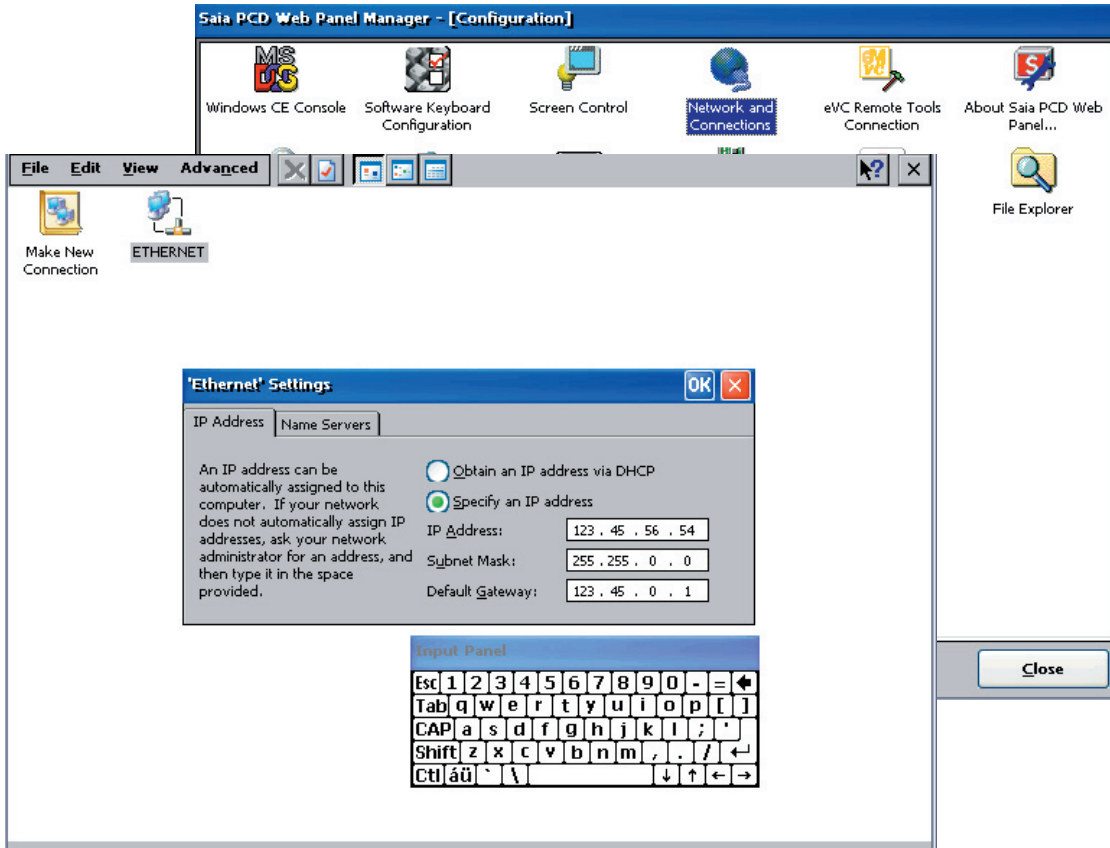 Saia PCD Web Panel Manager - [Configuration]
MS
DOS
Windows CE Console
Software Keyboard
Configuration
Screen Control
Network and
Connections
eVC Remote Tools
Connection
About Saia PCD Web
Panel...
File Explorer
File Edit View Advanced
Make New
Connection
ETHERNET
'Ethernet' Settings
OK
IP Address
Name Servers
An IP address can be
automatically assigned to this
computer. If your network
does not automatically assign IP
addresses, ask your network
administrator for an address, and
then type it in the space
provided.
Obtain an IP address via DHCP
Specify an IP address
IP Address: 123 . 45 . 56 . 54
Subnet Mask: 255 . 255 . 0 . 0
Default Gateway: 123 . 45 . 0 . 1
Input Panel
Esc 1 2 3 4 5 6 7 8 9 0 - =
Tab q w e r t y u i o p [ ]
CAP a s d f g h j k l ; '
Shift z x c v b n m , . / ↵
Ctl áü ` \ ↓ ↑ ← →
Close